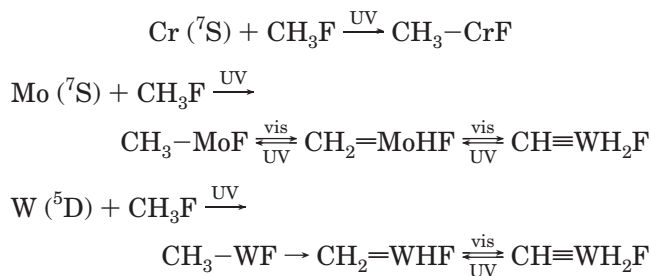 Cr (⁷S) + CH₃F —UV→ CH₃−CrF
Mo (⁷S) + CH₃F —UV→
CH₃−MoF ⇌ (vis/UV) CH₂=MoHF ⇌ (vis/UV) CH≡WH₂F
W (⁵D) + CH₃F —UV→
CH₃−WF → CH₂=WHF ⇌ (vis/UV) CH≡WH₂F